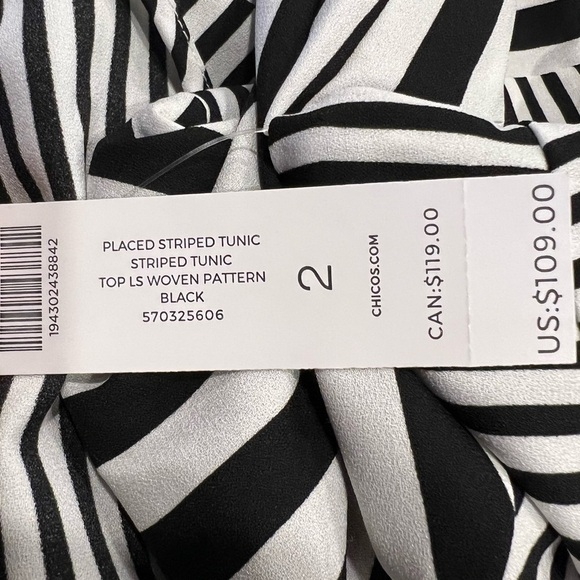 194302438842
PLACED STRIPED TUNIC
STRIPED TUNIC
TOP LS WOVEN PATTERN
BLACK
570325606
2
CHICOS.COM
CAN:$119.00
US:$109.00